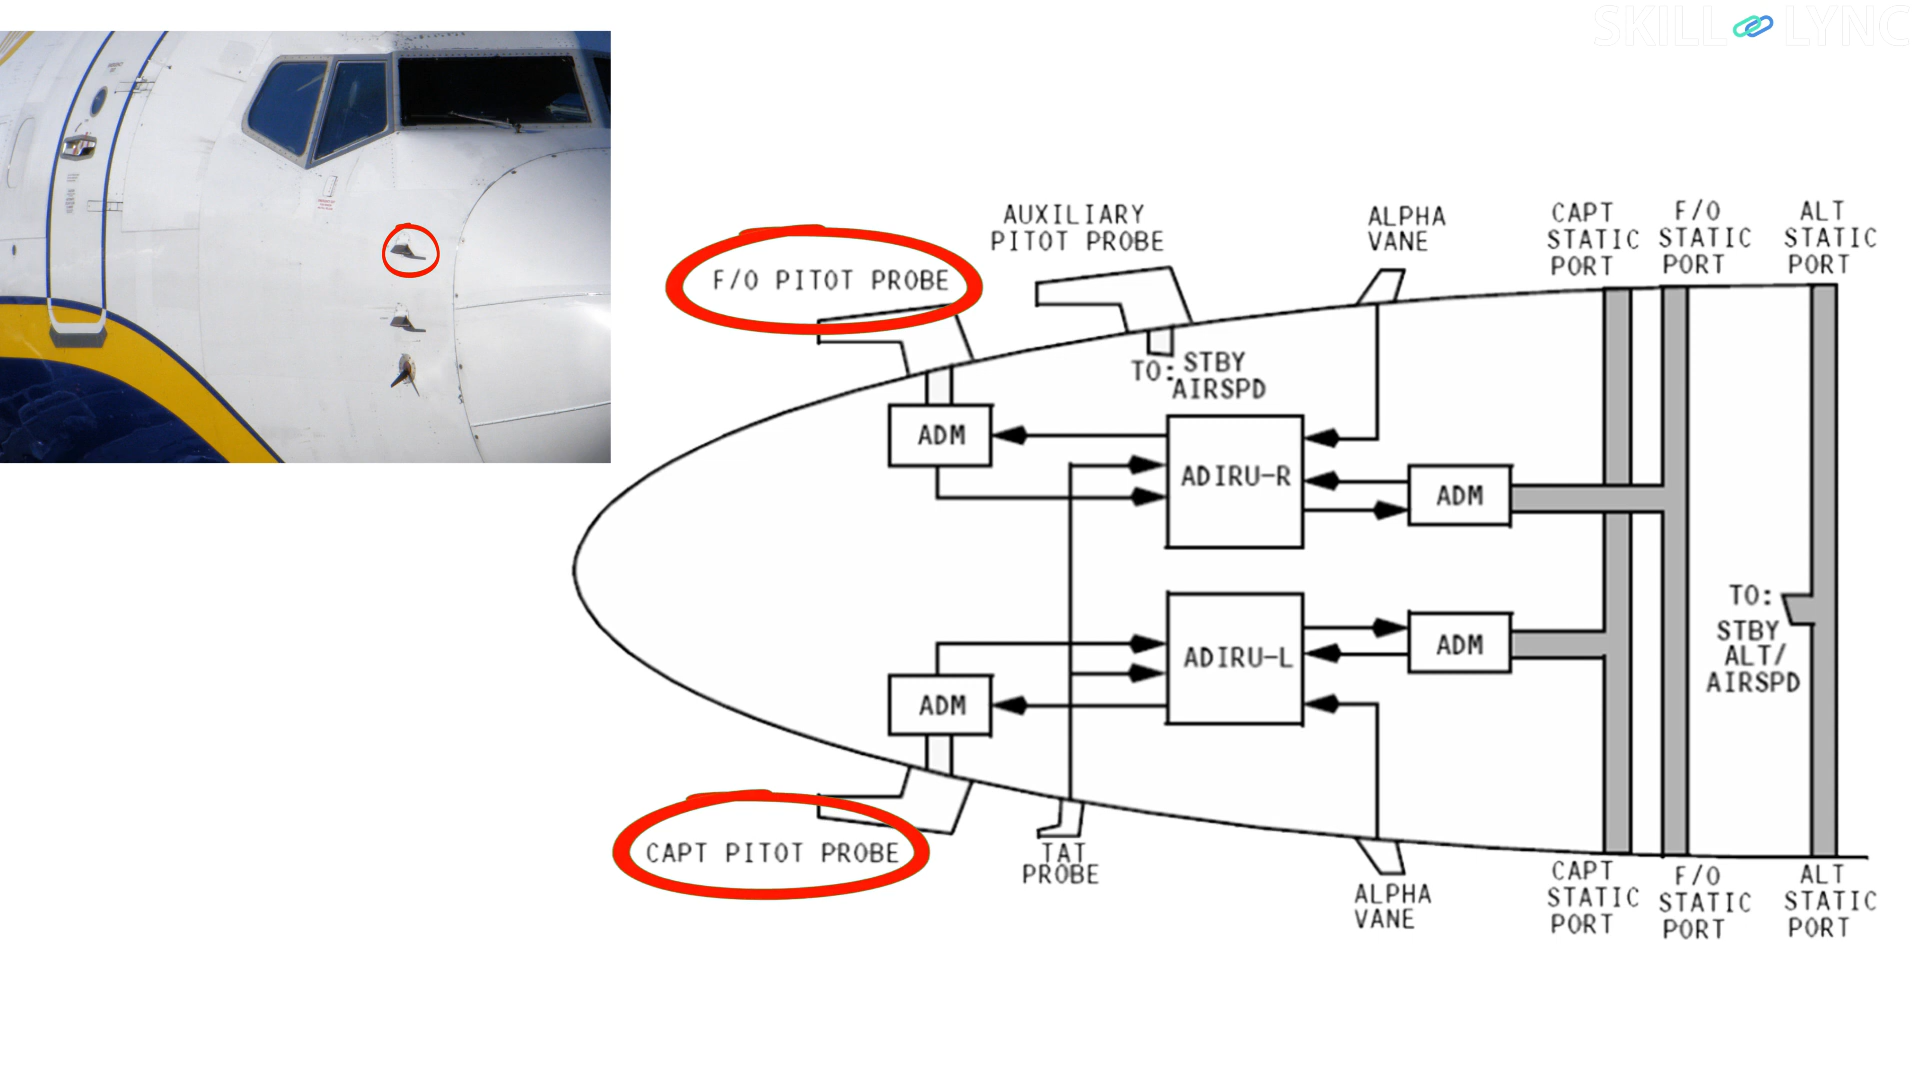 SKILL LYNC
AUXILIARY
PITOT PROBE
ALPHA
VANE
CAPT
STATIC
PORT
F/O
STATIC
PORT
ALT
STATIC
PORT
F/O PITOT PROBE
TO: STBY
AIRSPD
ADM
ADIRU-R
ADM
TO:
STBY
ALT/
AIRSPD
ADIRU-L
ADM
ADM
CAPT PITOT PROBE
TAT
PROBE
ALPHA
VANE
CAPT
STATIC
PORT
F/O
STATIC
PORT
ALT
STATIC
PORT